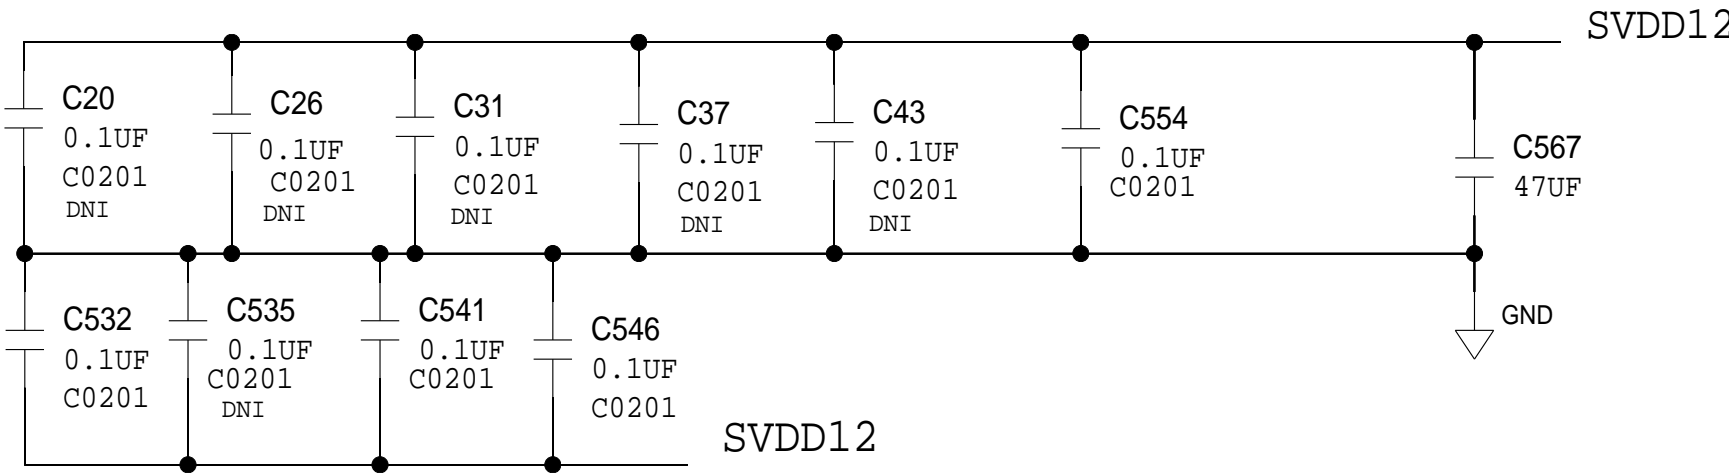 SVDD12
C20
0.1UF
C0201
DNI
C26
0.1UF
C0201
DNI
C31
0.1UF
C0201
DNI
C37
0.1UF
C0201
DNI
C43
0.1UF
C0201
DNI
C554
0.1UF
C0201
C567
47UF
C532
0.1UF
C0201
C535
0.1UF
C0201
DNI
C541
0.1UF
C0201
C546
0.1UF
C0201
GND
SVDD12